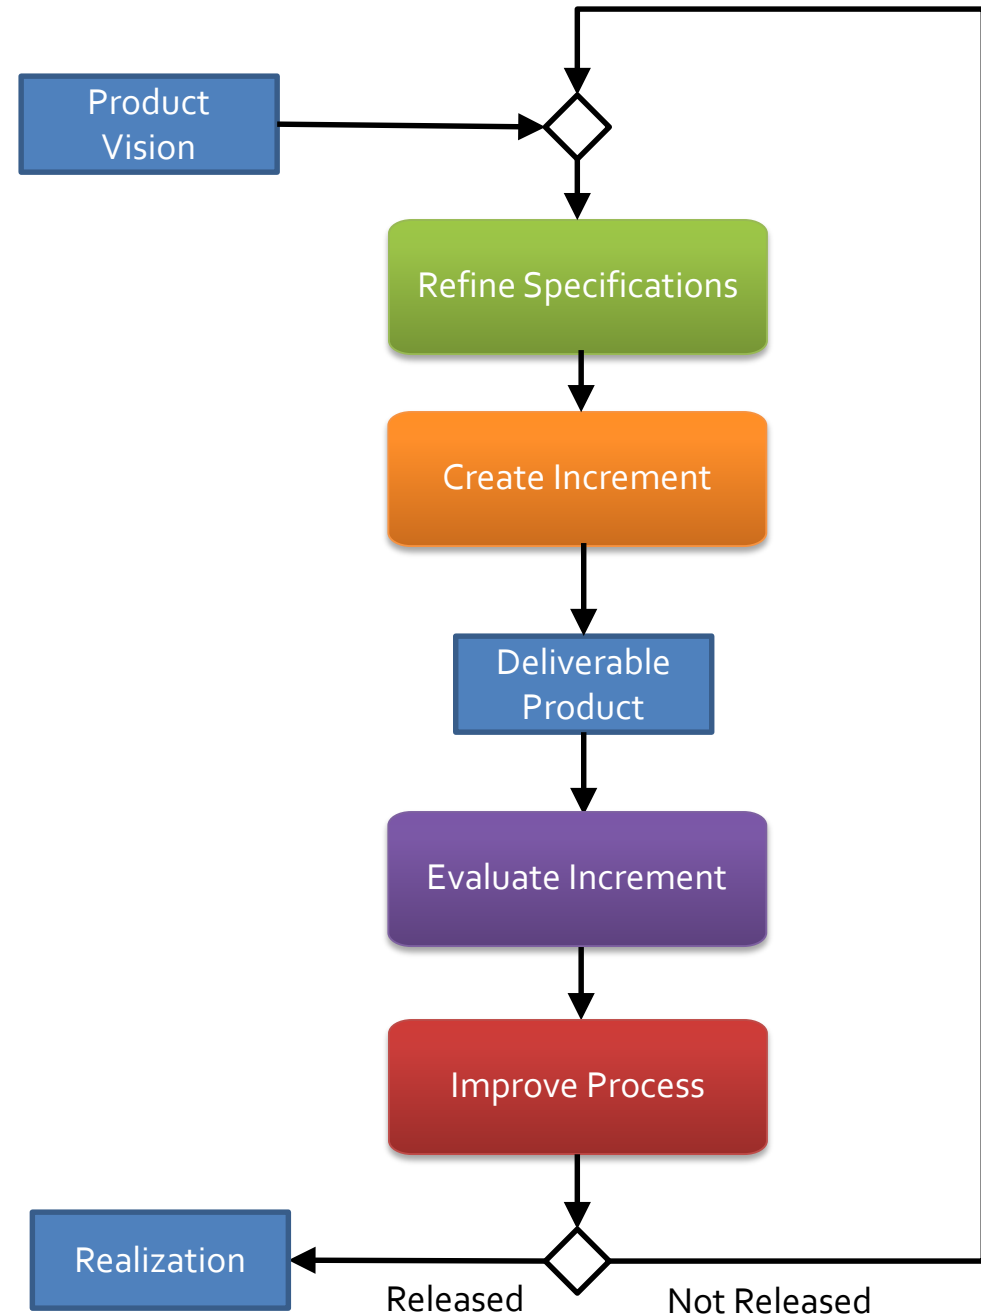 Product
Vision
Refine Specifications
Create Increment
Deliverable
Product
Evaluate Increment
Improve Process
Realization
Released
Not Released